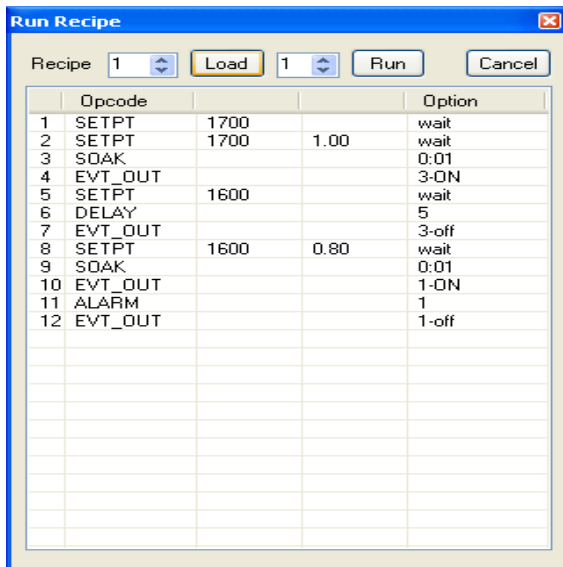 Run Recipe
Recipe 1 Load 1 Run Cancel
Opcode Option
1 SETPT 1700 wait
2 SETPT 1700 1.00 wait
3 SOAK 0:01
4 EVT_OUT 3-ON
5 SETPT 1600 wait
6 DELAY 5
7 EVT_OUT 3-off
8 SETPT 1600 0.80 wait
9 SOAK 0:01
10 EVT_OUT 1-ON
11 ALARM 1
12 EVT_OUT 1-off